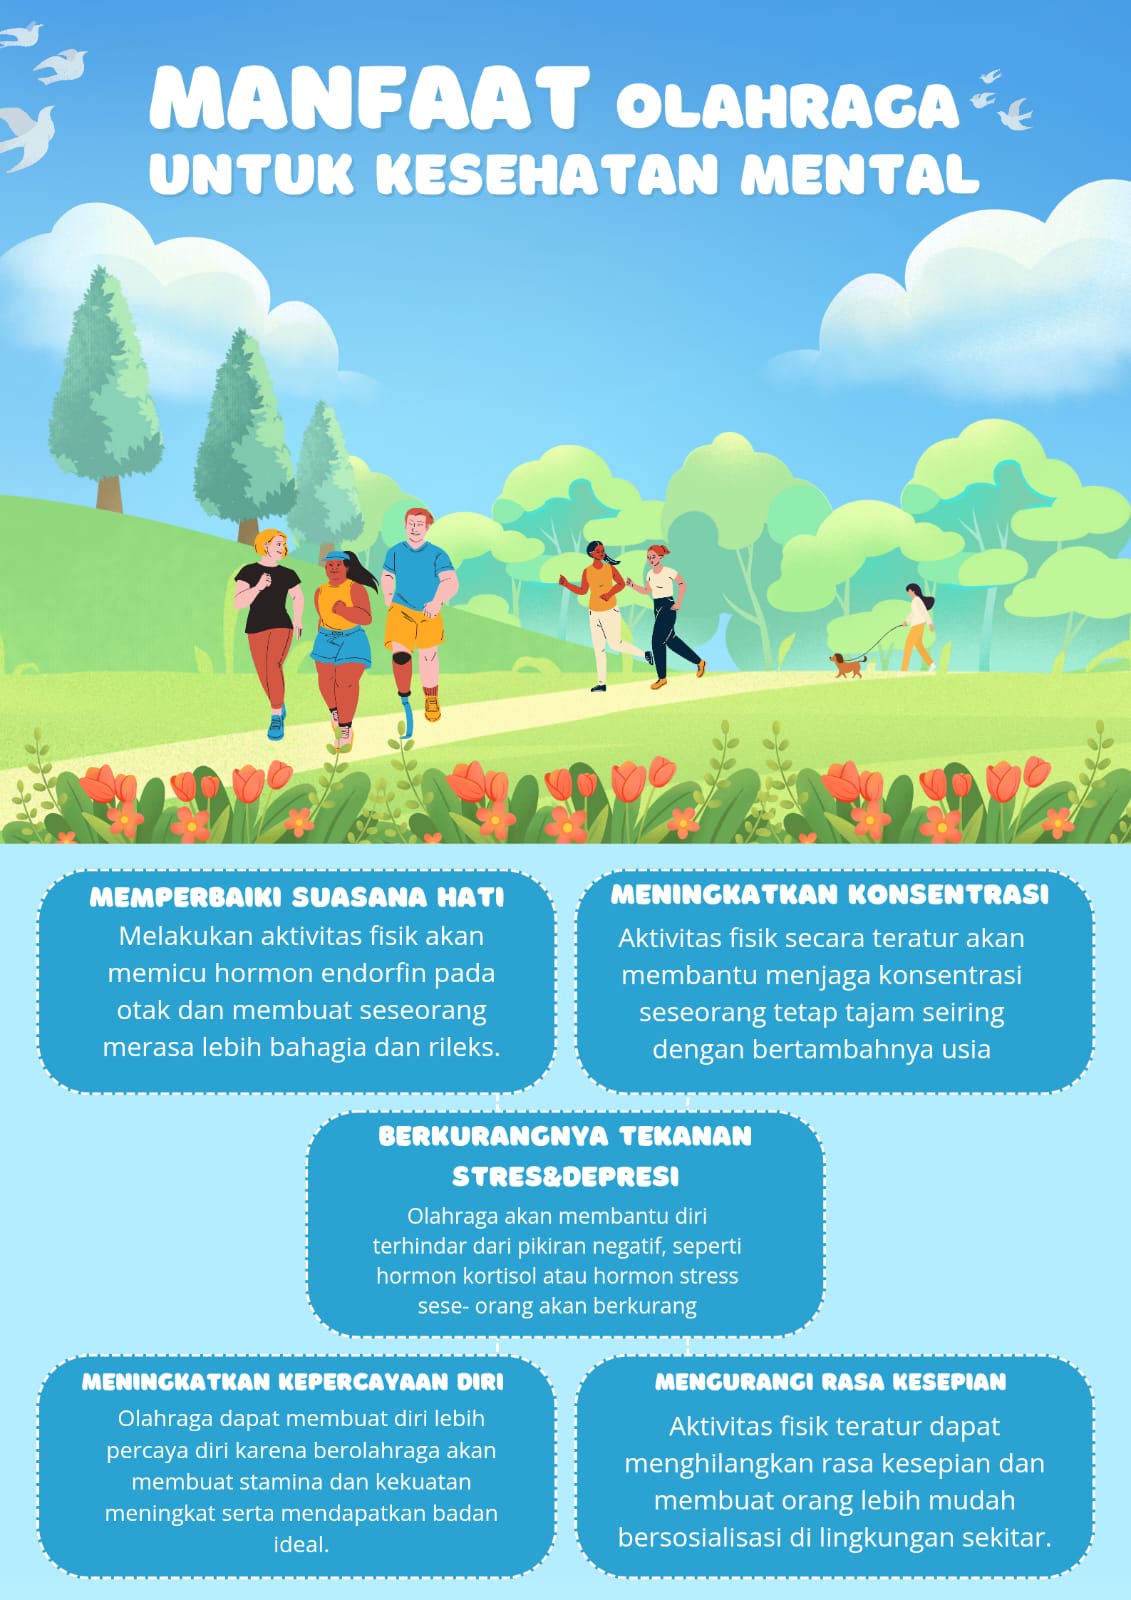 MANFAAT OLAHRAGA
UNTUK KESEHATAN MENTAL
MEMPERBAIKI SUASANA HATI
Melakukan aktivitas fisik akan
memicu hormon endorfin pada
otak dan membuat seseorang
merasa lebih bahagia dan rileks.
MENINGKATKAN KONSENTRASI
Aktivitas fisik secara teratur akan
membantu menjaga konsentrasi
seseorang tetap tajam seiring
dengan bertambahnya usia
BERKURANGNYA TEKANAN
STRES&DEPRESI
Olahraga akan membantu diri
terhindar dari pikiran negatif, seperti
hormon kortisol atau hormon stress
sese- orang akan berkurang
MENINGKATKAN KEPERCAYAAN DIRI
Olahraga dapat membuat diri lebih
percaya diri karena berolahraga akan
membuat stamina dan kekuatan
meningkat serta mendapatkan badan
ideal.
MENGURANGI RASA KESEPIAN
Aktivitas fisik teratur dapat
menghilangkan rasa kesepian dan
membuat orang lebih mudah
bersosialisasi di lingkungan sekitar.